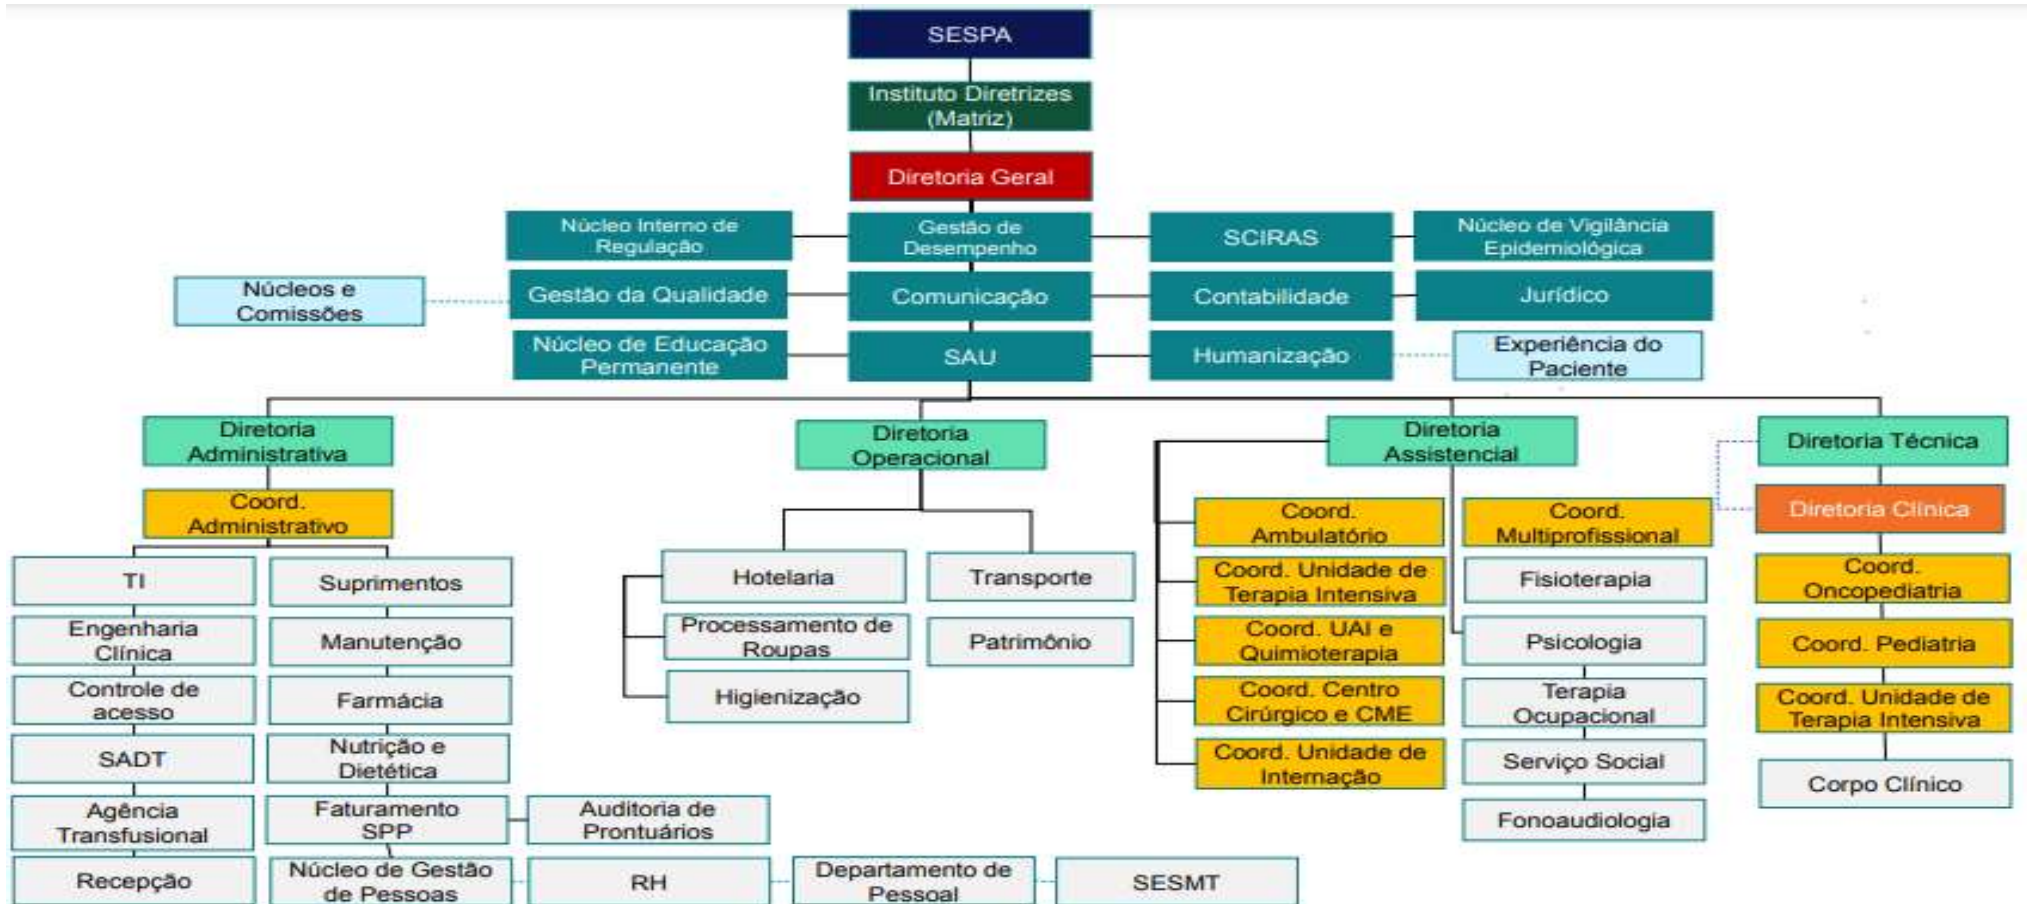 SESPA
Instituto Diretrizes
(Matriz)
Diretoria Geral
Núcleo Interno de
Regulação
Gestão de
Desempenho
SCIRAS
Núcleo de Vigilância
Epidemiológica
Núcleos e
Comissões
Gestão da Qualidade
Comunicação
Contabilidade
Jurídico
Núcleo de Educação
Permanente
SAU
Humanização
Experiência do
Paciente
Diretoria
Administrativa
Diretoria
Operacional
Diretoria
Assistencial
Diretoria Técnica
Coord.
Administrativo
TI
Engenharia
Clínica
Controle de
acesso
SADT
Agência
Transfusional
Recepção
Suprimentos
Manutenção
Farmácia
Nutrição e
Dietética
Faturamento
SPP
Auditoria de
Prontuários
Núcleo de Gestão
de Pessoas
RH
Departamento de
Pessoal
SESMT
Hotelaria
Processamento de
Roupas
Higienização
Transporte
Patrimônio
Coord.
Ambulatório
Coord. Unidade de
Terapia Intensiva
Coord. UAI e
Quimioterapia
Coord. Centro
Cirúrgico e CME
Coord. Unidade de
Internação
Coord.
Multiprofissional
Fisioterapia
Psicologia
Terapia
Ocupacional
Serviço Social
Fonoaudiologia
Diretoria Clínica
Coord.
Oncopediatria
Coord. Pediatria
Coord. Unidade de
Terapia Intensiva
Corpo Clínico